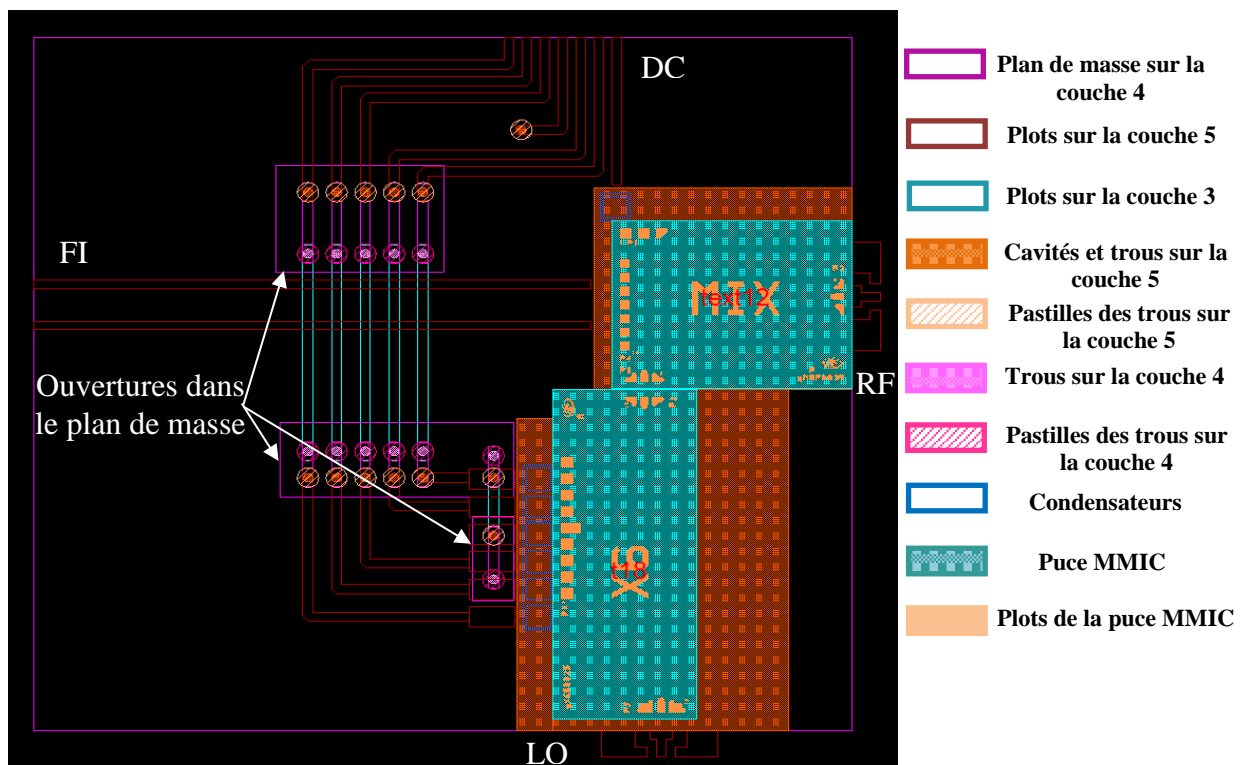 DC
FI
MIX
text12
RF
Ouvertures dans
le plan de masse
X5
t18
LO
Plan de masse sur la
couche 4
Plots sur la couche 5
Plots sur la couche 3
Cavités et trous sur la
couche 5
Pastilles des trous sur
la couche 5
Trous sur la couche 4
Pastilles des trous sur
la couche 4
Condensateurs
Puce MMIC
Plots de la puce MMIC